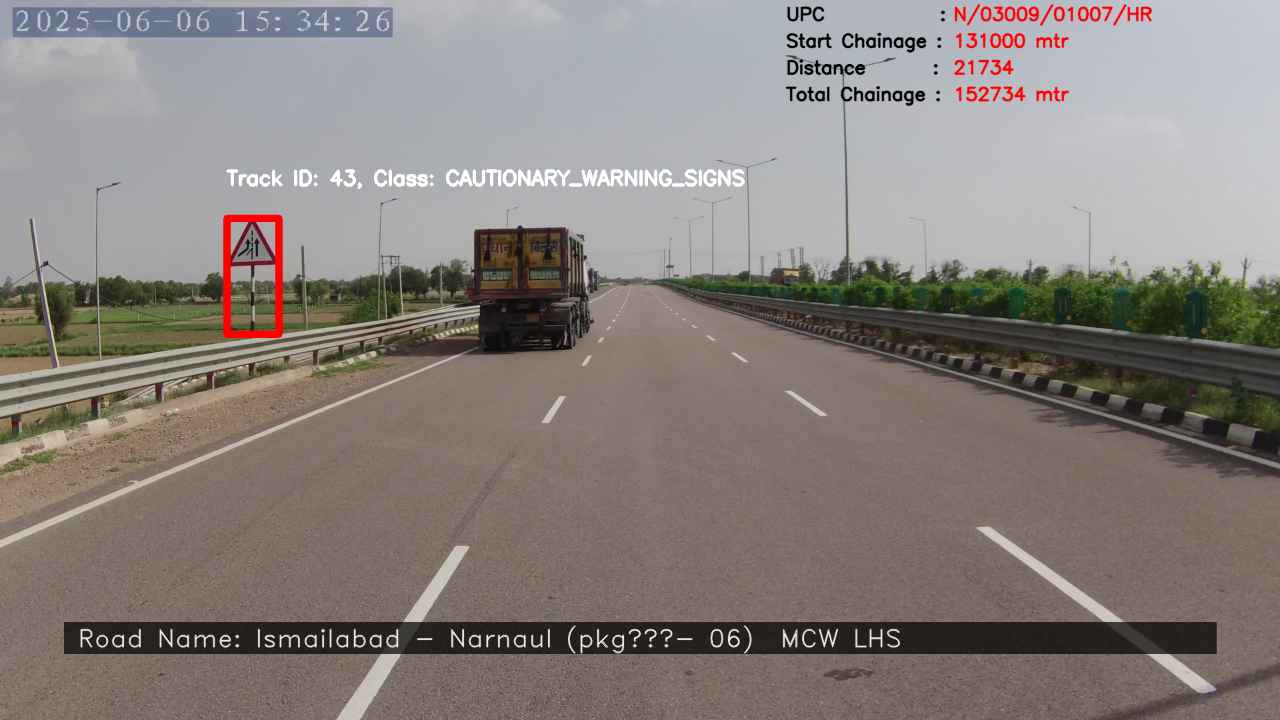 2025-06-06 15:34:26
UPC : N/03009/01007/HR
Start Chainage : 131000 mtr
Distance : 21734
Total Chainage : 152734 mtr
Track ID: 43, Class: CAUTIONARY_WARNING_SIGNS
Road Name: Ismailabad - Narnaul (pkg???- 06) MCW LHS